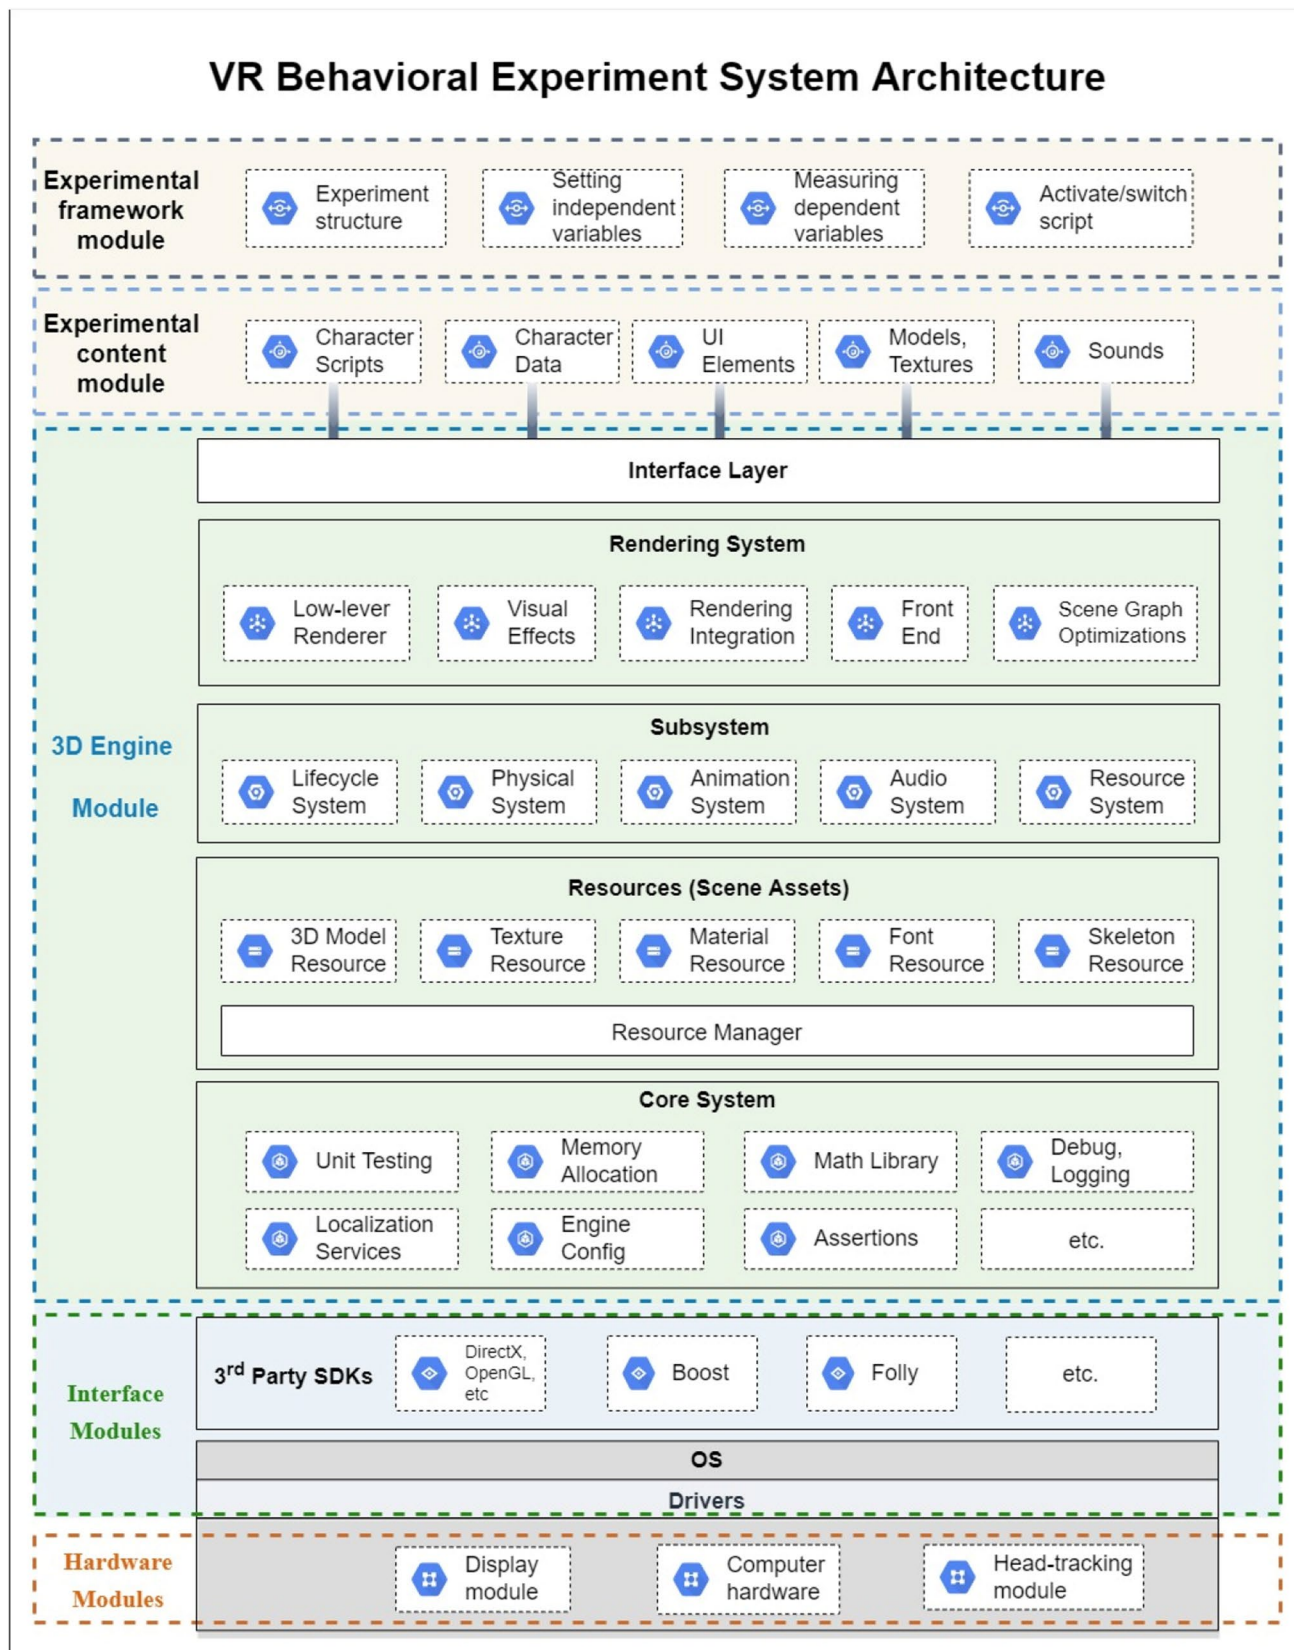 VR Behavioral Experiment System Architecture
Experimental
framework
module
Experiment
structure
Setting
independent
variables
Measuring
dependent
variables
Activate/switch
script
Experimental
content
module
Character
Scripts
Character
Data
UI
Elements
Models,
Textures
Sounds
3D Engine
Module
Interface Layer
Rendering System
Low-lever
Renderer
Visual
Effects
Rendering
Integration
Front
End
Scene Graph
Optimizations
Subsystem
Lifecycle
System
Physical
System
Animation
System
Audio
System
Resource
System
Resources (Scene Assets)
3D Model
Resource
Texture
Resource
Material
Resource
Font
Resource
Skeleton
Resource
Resource Manager
Core System
Unit Testing
Memory
Allocation
Math Library
Debug,
Logging
Localization
Services
Engine
Config
Assertions
etc.
Interface
Modules
3rd Party SDKs
DirectX,
OpenGL,
etc
Boost
Folly
etc.
OS
Drivers
Hardware
Modules
Display
module
Computer
hardware
Head-tracking
module